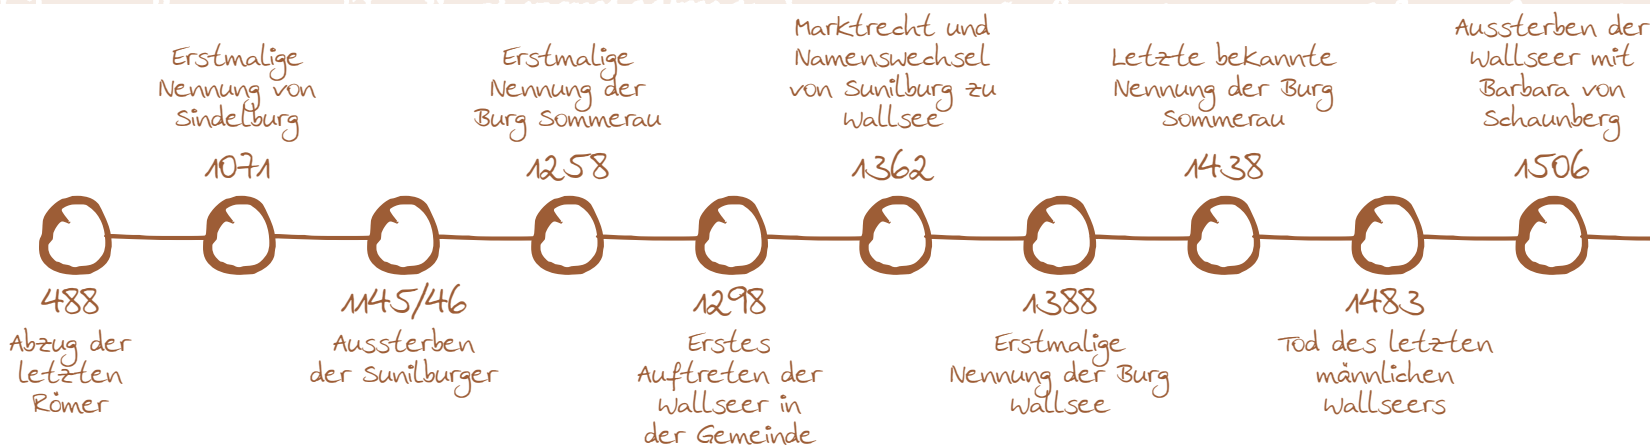 488
Abzug der
letzten
Römer
Erstmalige
Nennung von
Sindelburg
1071
1145/46
Aussterben
der Sunilburger
Erstmalige
Nennung der
Burg Sommerau
1258
1298
Erstes
Auftreten der
Wallseer in
der Gemeinde
Marktrecht und
Namenswechsel
von Sunilburg zu
Wallsee
1362
1388
Erstmalige
Nennung der Burg
Wallsee
Letzte bekannte
Nennung der Burg
Sommerau
1438
1483
Tod des letzten
männlichen
Wallseers
Aussterben der
Wallseer mit
Barbara von
Schaunberg
1506